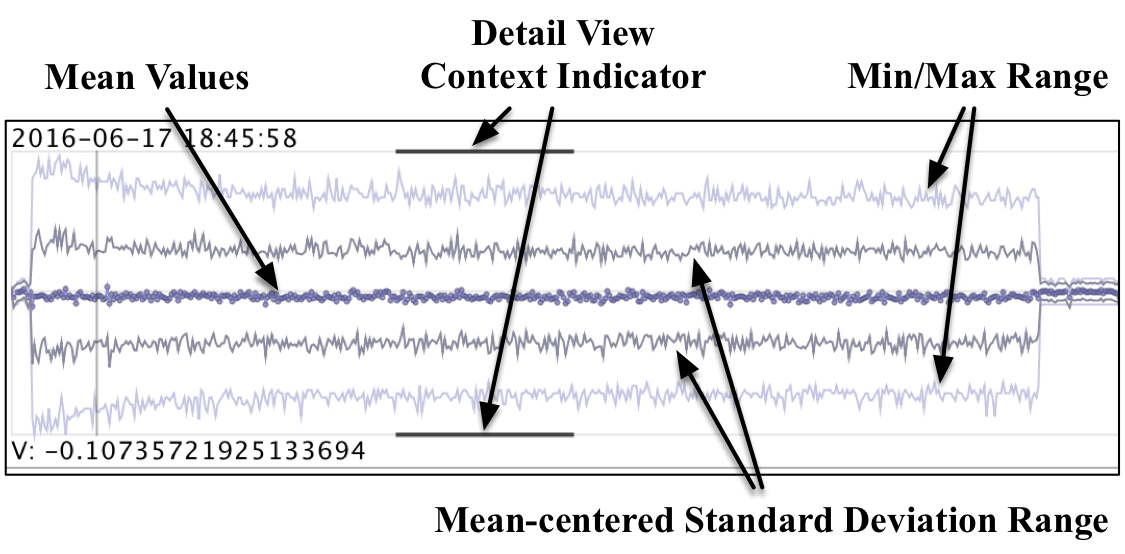 Detail View
Mean Values
Context Indicator
Min/Max Range
2016-06-17 18:45:58
V: -0.10735721925133694
Mean-centered Standard Deviation Range